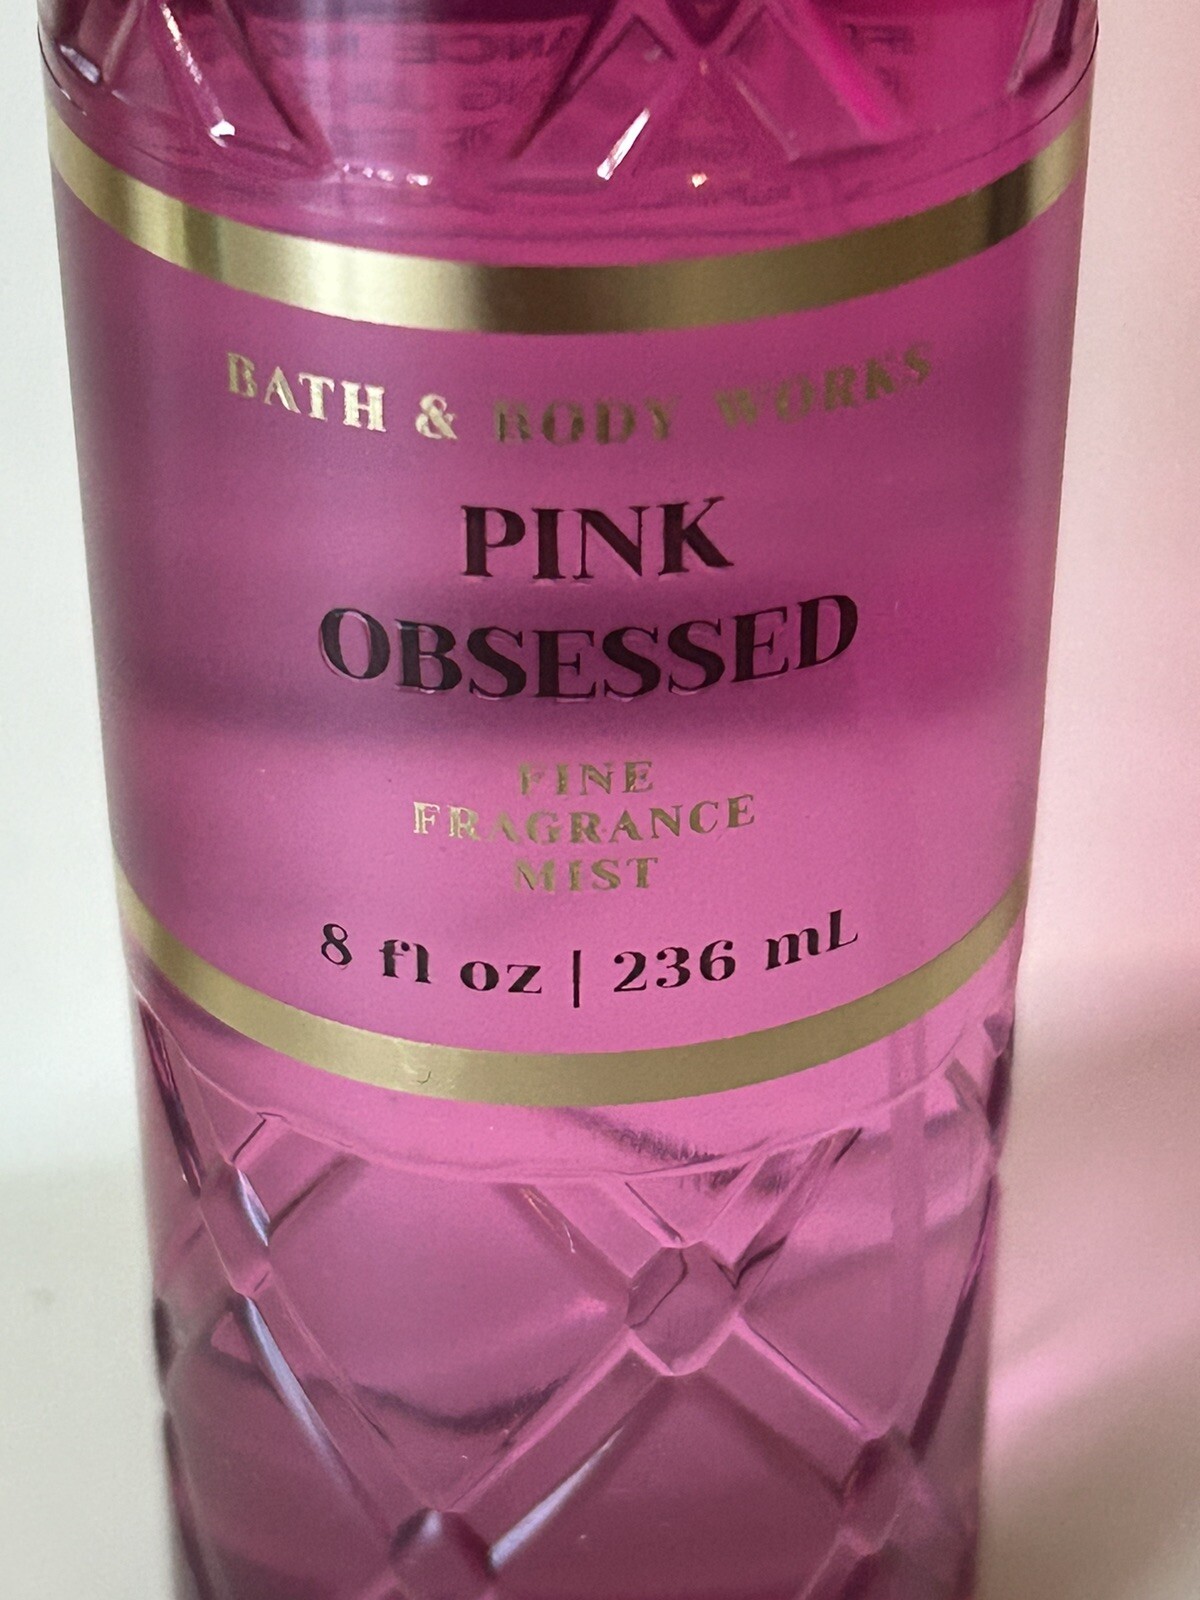 BATH & BODY WORKS
PINK
OBSESSED
FINE
FRAGRANCE
MIST
8 fl oz | 236 mL